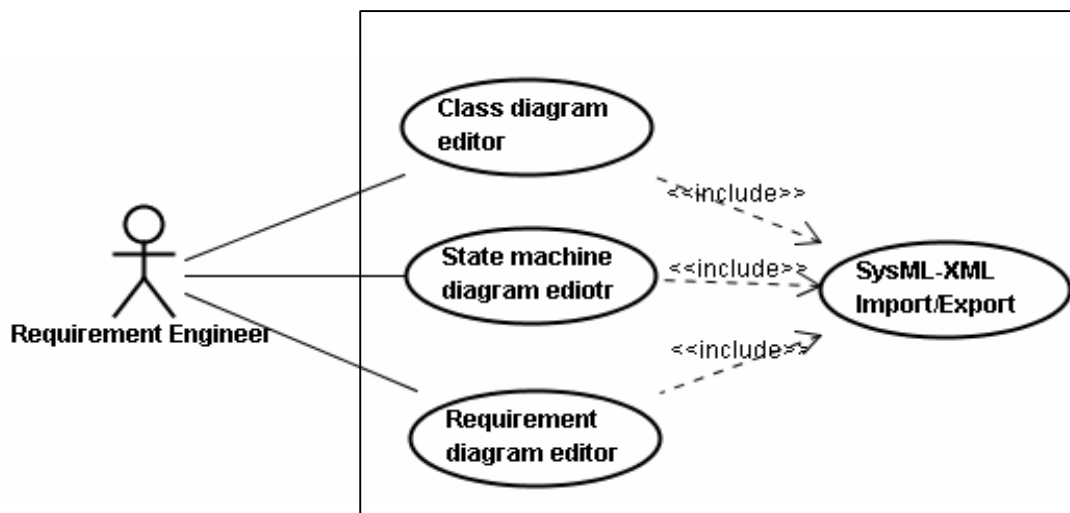 Class diagram
editor
<<include>>
State machine
diagram ediotr
<<include>>
SysML-XML
Import/Export
Requirement Engineer
<<include>>
Requirement
diagram editor